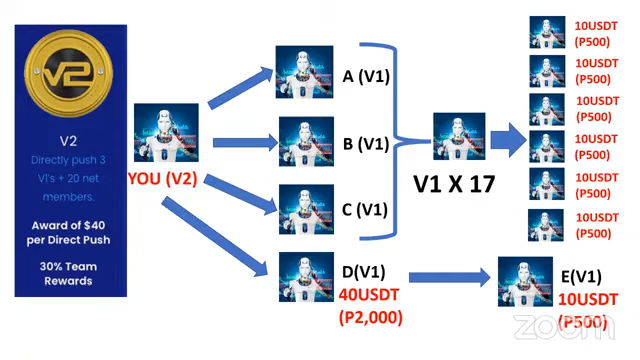 V2
V2
Directly push 3
V1's + 20 net
members.
Award of $40
per Direct Push
30% Team
Rewards
YOU (V2)
A (V1)
B (V1)
C (V1)
D(V1)
40USDT
(P2,000)
V1 X 17
10USDT
(P500)
10USDT
(P500)
10USDT
(P500)
10USDT
(P500)
10USDT
(P500)
10USDT
(P500)
E(V1)
10USDT
(P500)
zoom